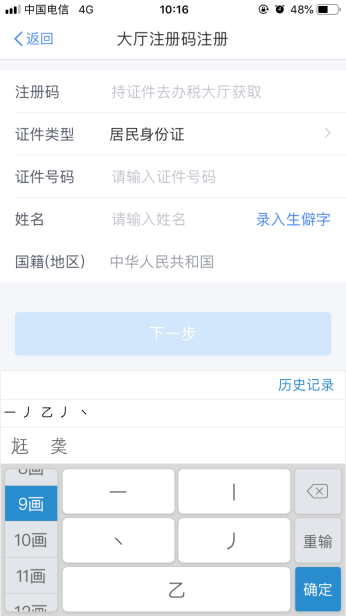 中国电信 4G 10:16 48%
返回 大厅注册码注册
注册码 持证件去办税大厅获取
证件类型 居民身份证
证件号码 请输入证件号码
姓名 请输入姓名 录入生僻字
国籍(地区) 中华人民共和国
下一步
历史记录
一丿乙丿丶
尪 䶮
8画
9画 一 丨
10画 丶 丿 重输
11画 乙 确定
12画